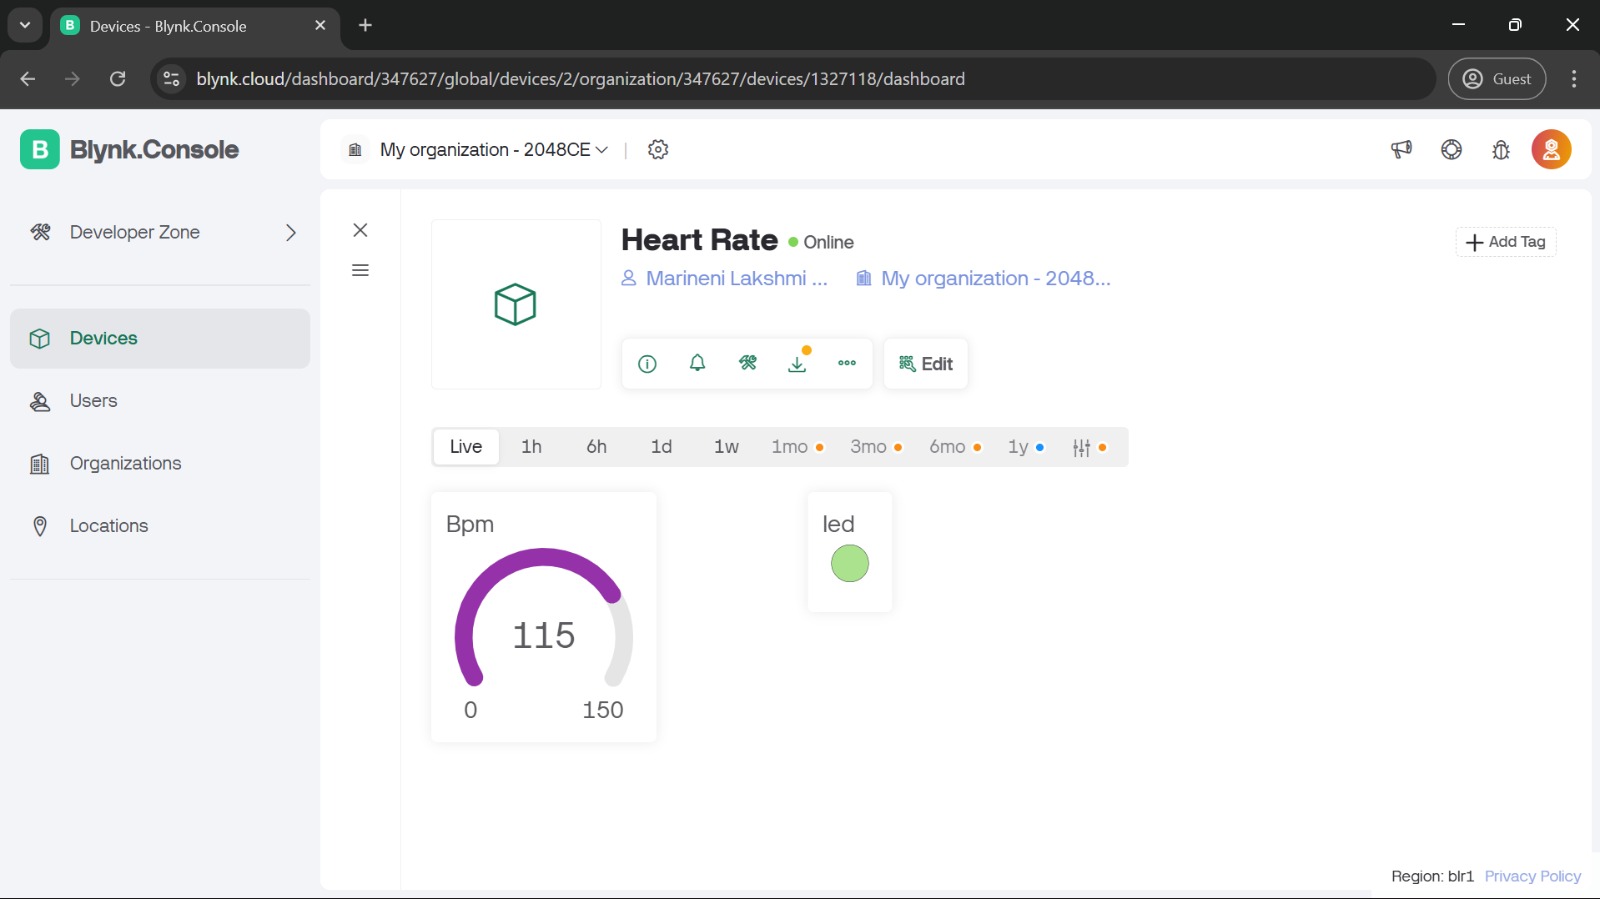 Devices - Blynk.Console
blynk.cloud/dashboard/347627/global/devices/2/organization/347627/devices/1327118/dashboard
Guest
B Blynk.Console
My organization - 2048CE
Developer Zone
Devices
Users
Organizations
Locations
Heart Rate Online
Add Tag
Marineni Lakshmi ... My organization - 2048...
Edit
Live 1h 6h 1d 1w 1mo 3mo 6mo 1y
Bpm
115
0 150
led
Region: blr1 Privacy Policy